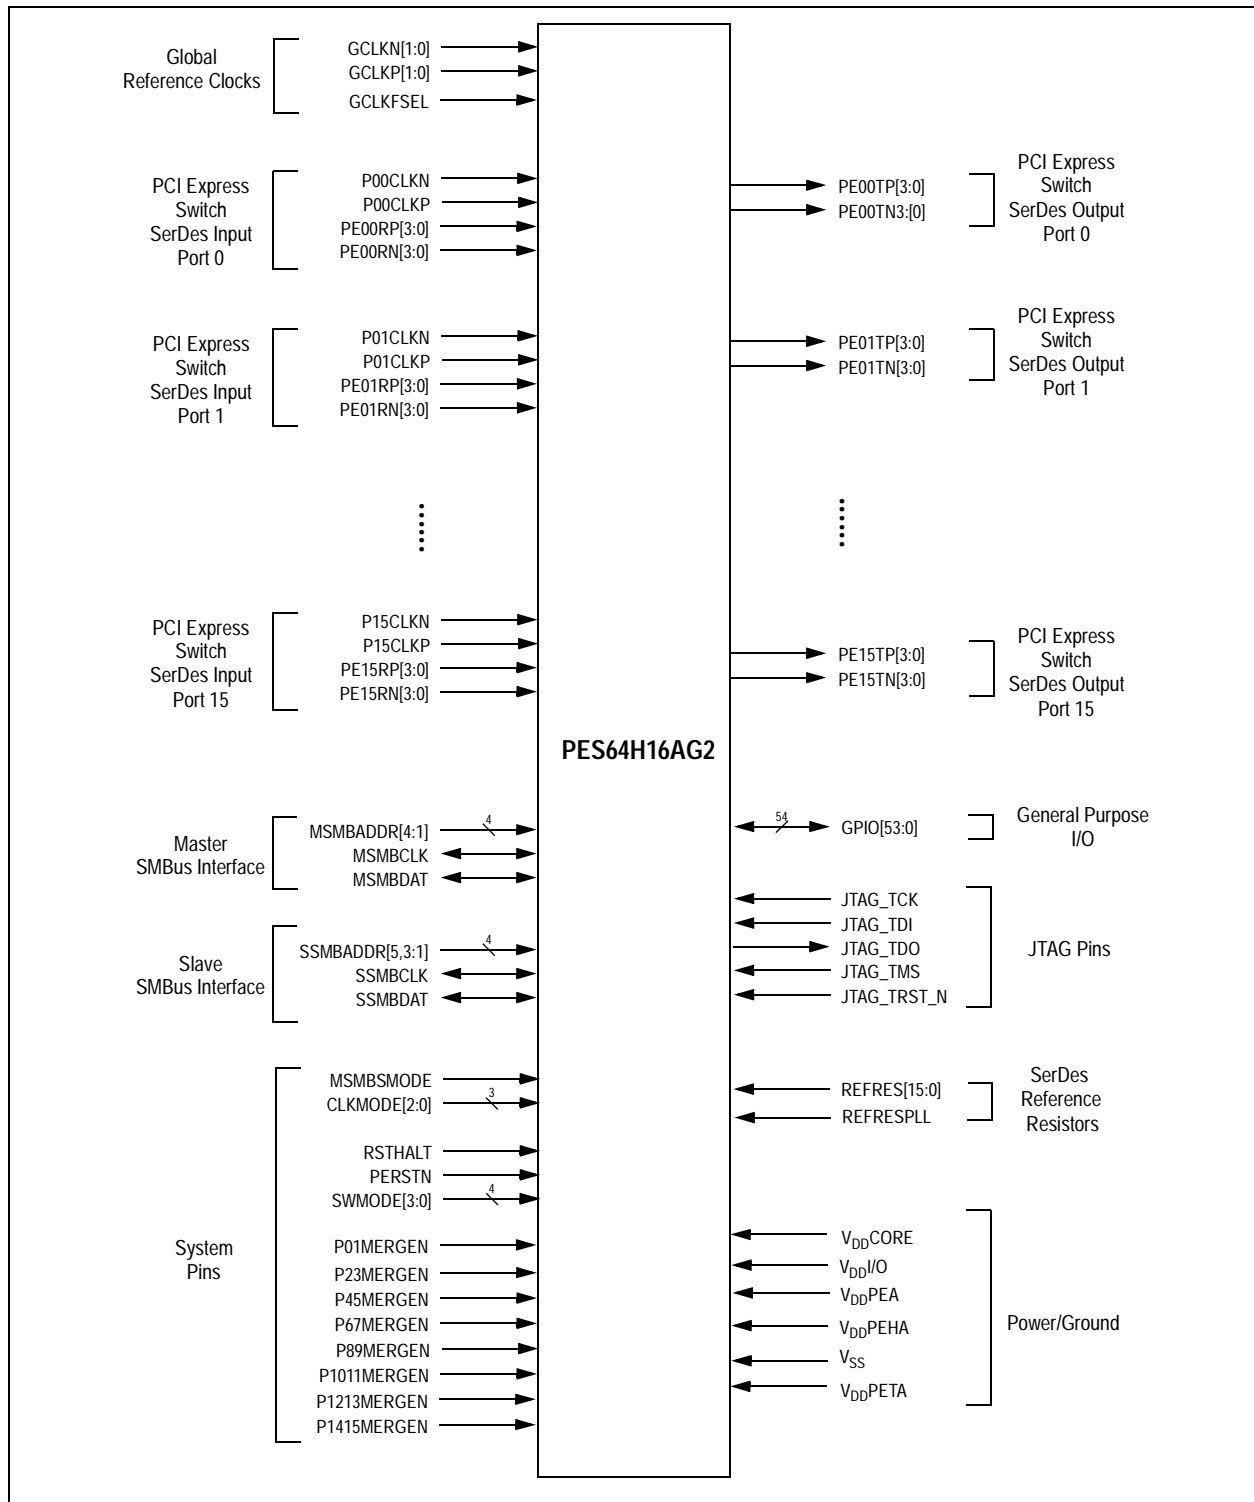 Global
Reference Clocks
GCLKN[1:0]
GCLKP[1:0]
GCLKFSEL
PCI Express
Switch
SerDes Input
Port 0
P00CLKN
P00CLKP
PE00RP[3:0]
PE00RN[3:0]
PE00TP[3:0]
PE00TN3:[0]
PCI Express
Switch
SerDes Output
Port 0
PCI Express
Switch
SerDes Input
Port 1
P01CLKN
P01CLKP
PE01RP[3:0]
PE01RN[3:0]
PE01TP[3:0]
PE01TN[3:0]
PCI Express
Switch
SerDes Output
Port 1
PCI Express
Switch
SerDes Input
Port 15
P15CLKN
P15CLKP
PE15RP[3:0]
PE15RN[3:0]
PE15TP[3:0]
PE15TN[3:0]
PCI Express
Switch
SerDes Output
Port 15
PES64H16AG2
Master
SMBus Interface
MSMBADDR[4:1]
4
MSMBCLK
MSMBDAT
54
GPIO[53:0]
General Purpose
I/O
Slave
SMBus Interface
SSMBADDR[5,3:1]
4
SSMBCLK
SSMBDAT
JTAG_TCK
JTAG_TDI
JTAG_TDO
JTAG_TMS
JTAG_TRST_N
JTAG Pins
System
Pins
MSMBSMODE
CLKMODE[2:0]
3
RSTHALT
PERSTN
SWMODE[3:0]
4
P01MERGEN
P23MERGEN
P45MERGEN
P67MERGEN
P89MERGEN
P1011MERGEN
P1213MERGEN
P1415MERGEN
REFRES[15:0]
REFRESPLL
SerDes
Reference
Resistors
VDDCORE
VDDI/O
VDDPEA
VDDPEHA
VSS
VDDPETA
Power/Ground